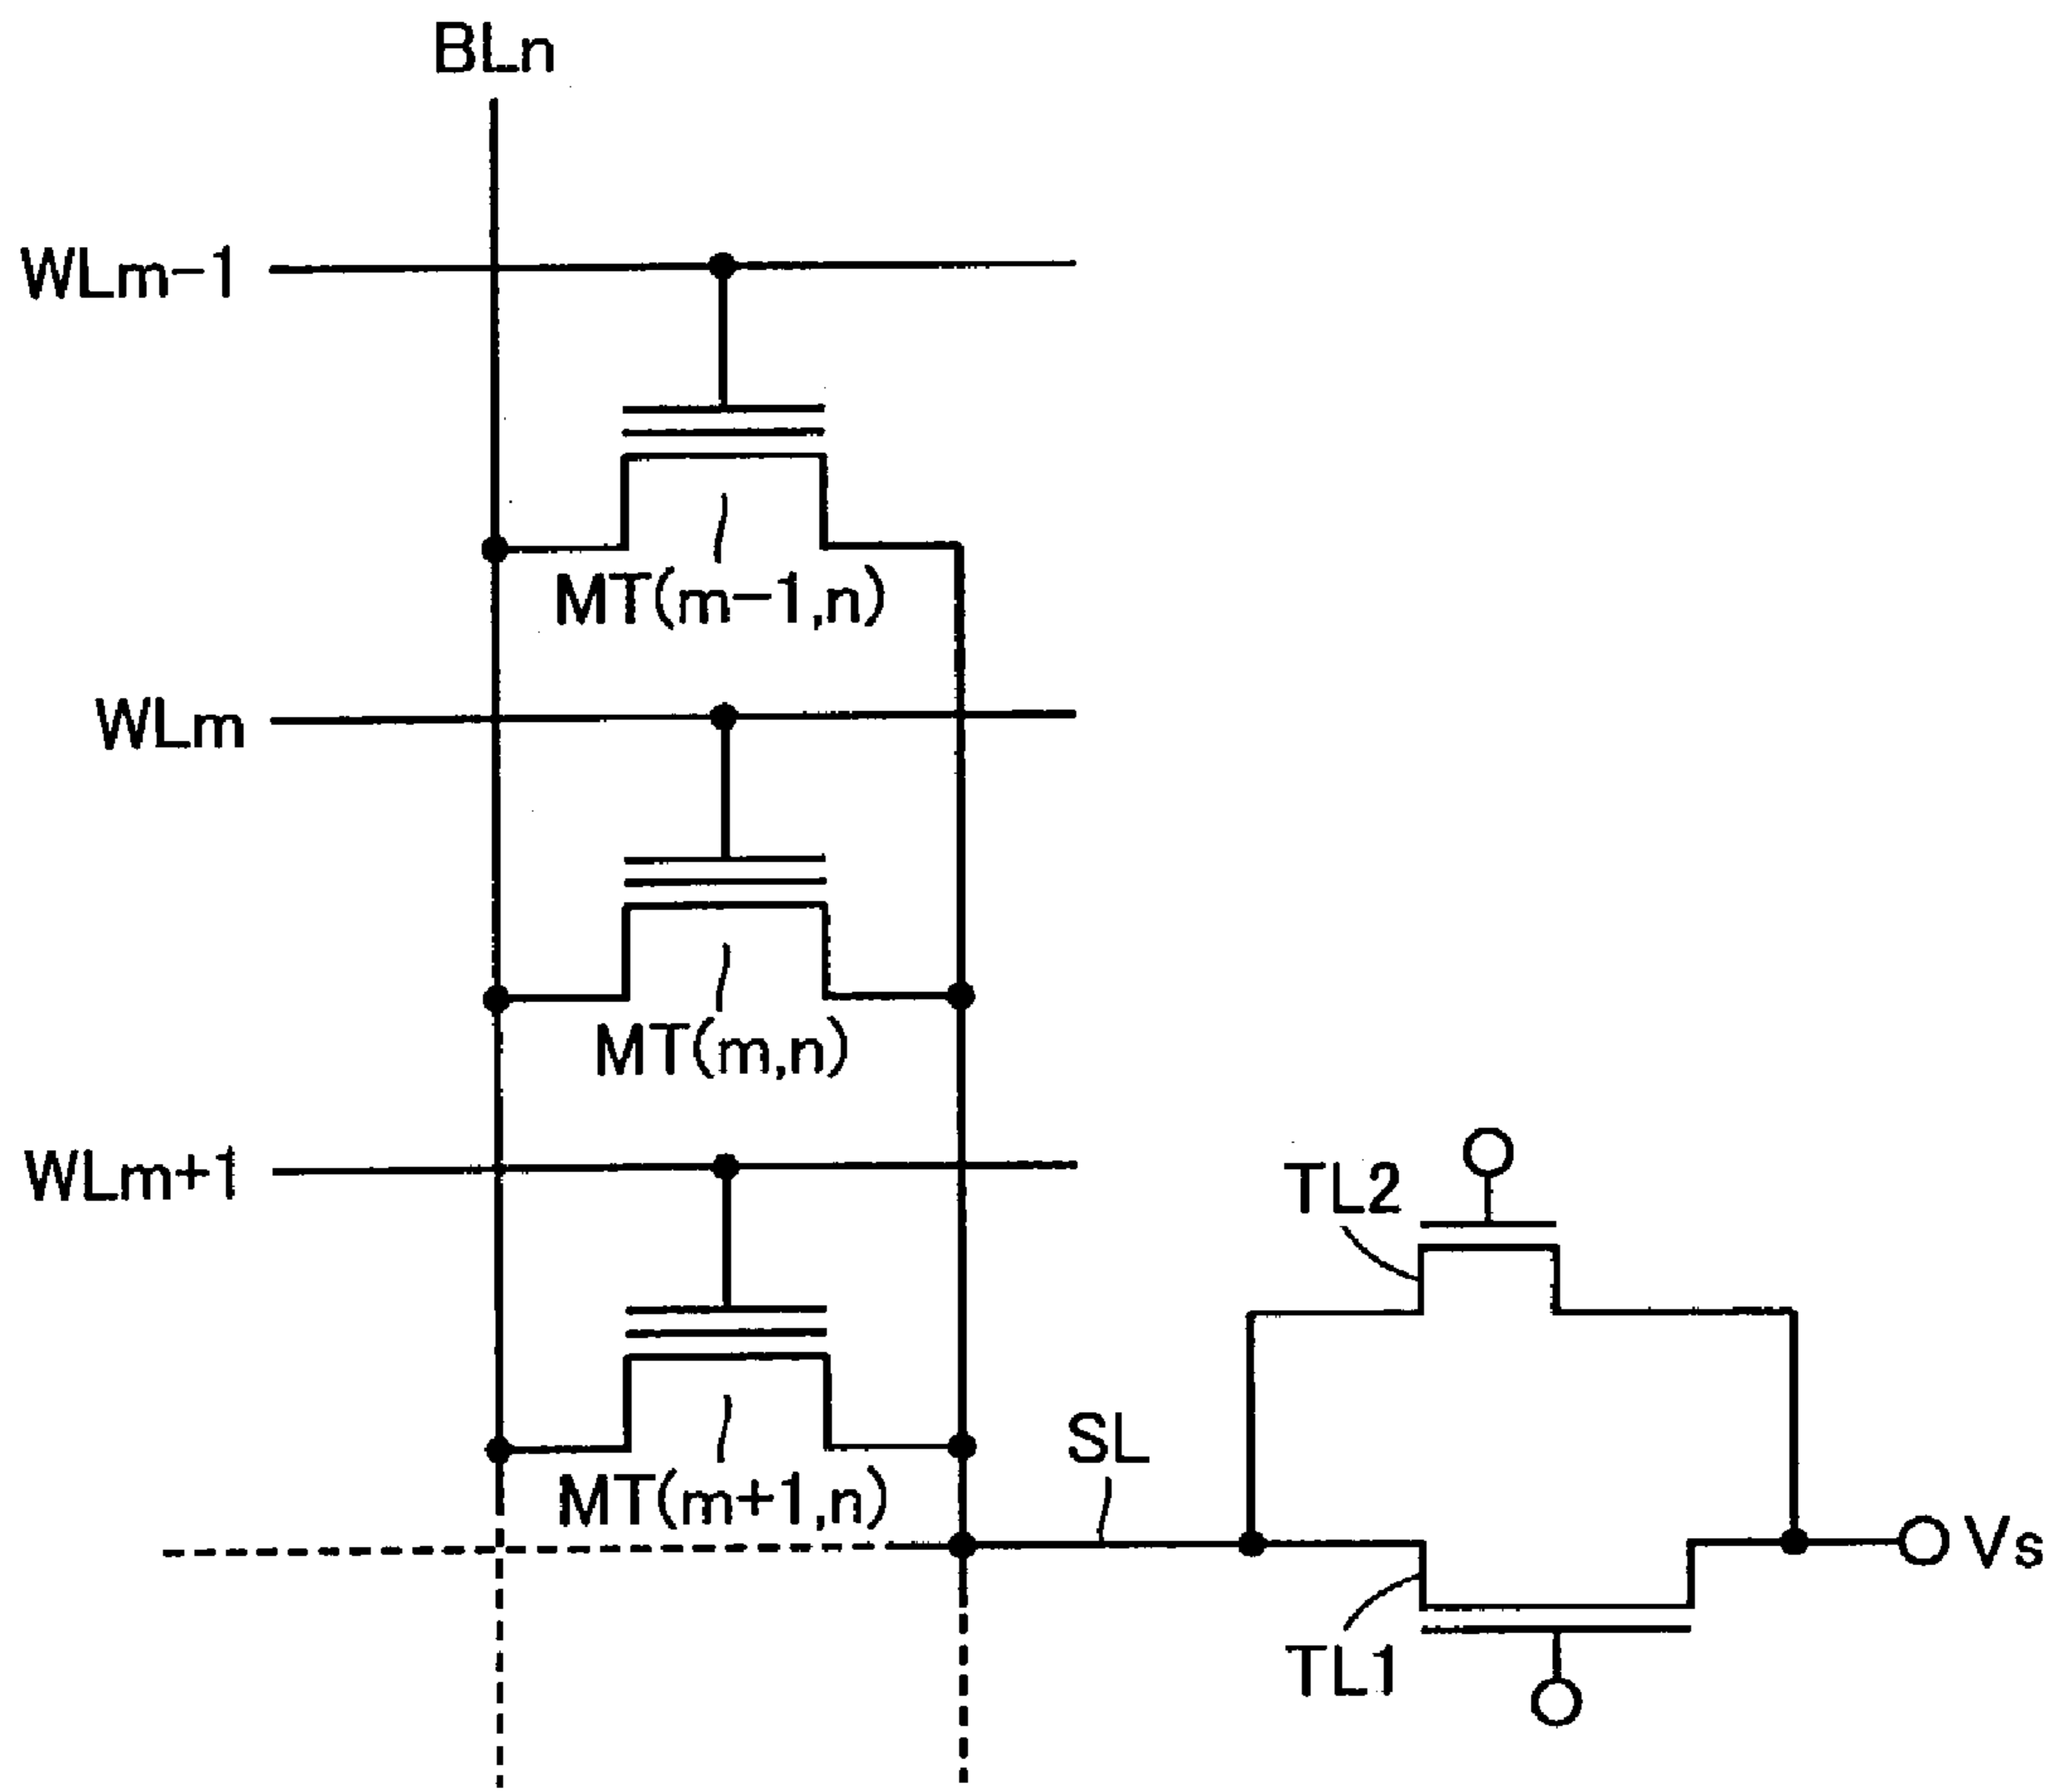 BLn
WLm-1
MT(m-1,n)
WLm
MT(m,n)
WLm+1
TL2
SL
MT(m+1,n)
Vs
TL1